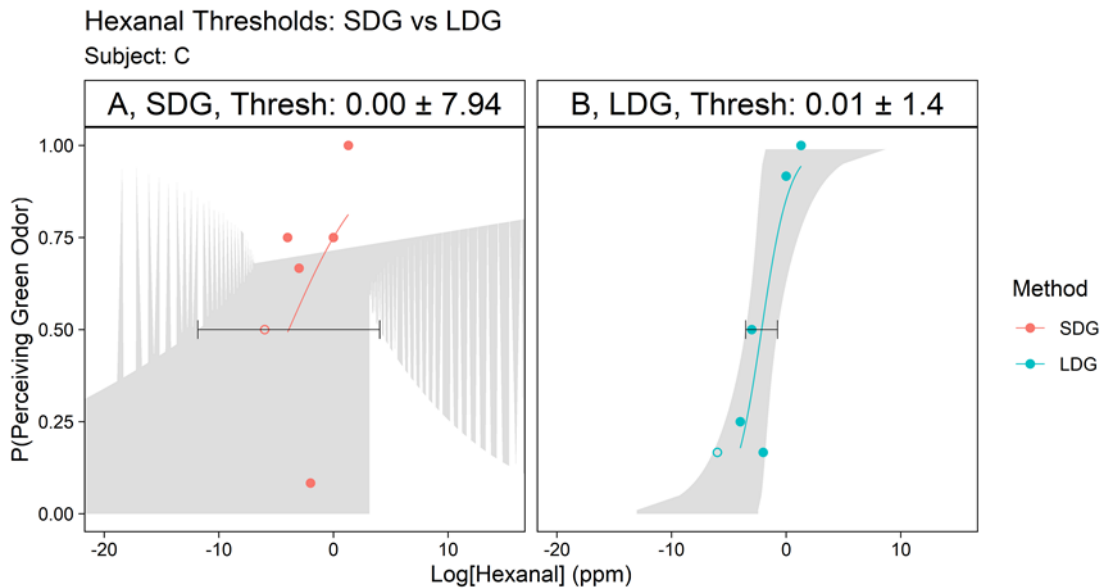 Hexanal Thresholds: SDG vs LDG
Subject: C
A, SDG, Thresh: 0.00 ± 7.94
B, LDG, Thresh: 0.01 ± 1.4
P(Perceiving Green Odor)
1.00
0.75
0.50
0.25
0.00
-20
-10
0
10
-20
-10
0
10
Log[Hexanal] (ppm)
Method
SDG
LDG